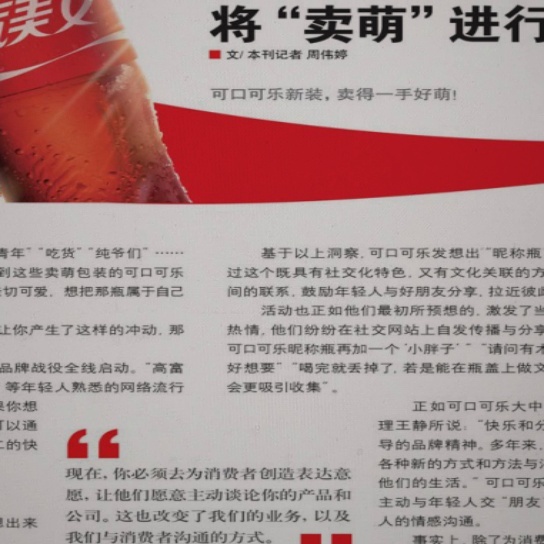 美女
将“卖萌”进行
■ 文/ 本刊记者 周伟婷
可口可乐新装，卖得一手好萌！
青年” “吃货” “纯爷们” ……
到这些卖萌包装的可口可乐
切可爱，想把那瓶属于自己
让你产生了这样的冲动，那
品牌战役全线启动。“高富
等年轻人熟悉的网络流行
你想
可以通
的快
想出来
“
现在，你必须去为消费者创造表达意
愿，让他们愿意主动谈论你的产品和
公司。这也改变了我们的业务，以及
我们与消费者沟通的方式。
基于以上洞察，可口可乐发想出“昵称瓶
过这个既具有社交化特色，又有文化关联的方
间的联系，鼓励年轻人与好朋友分享，拉近彼此
活动也正如他们最初所预想的，激发了当
热情，他们纷纷在社交网站上自发传播与分享
可口可乐昵称瓶再加一个‘小胖子’” “请问有木
好想要” “喝完就丢掉了，若是能在瓶盖上做文
会更吸引收集”。
正如可口可乐大中
理王静所说：“快乐和分
导的品牌精神。多年来，
各种新的方式和方法与
他们的生活。” 可口可乐
主动与年轻人交“朋友
人的情感沟通。
事实上，除了为消费